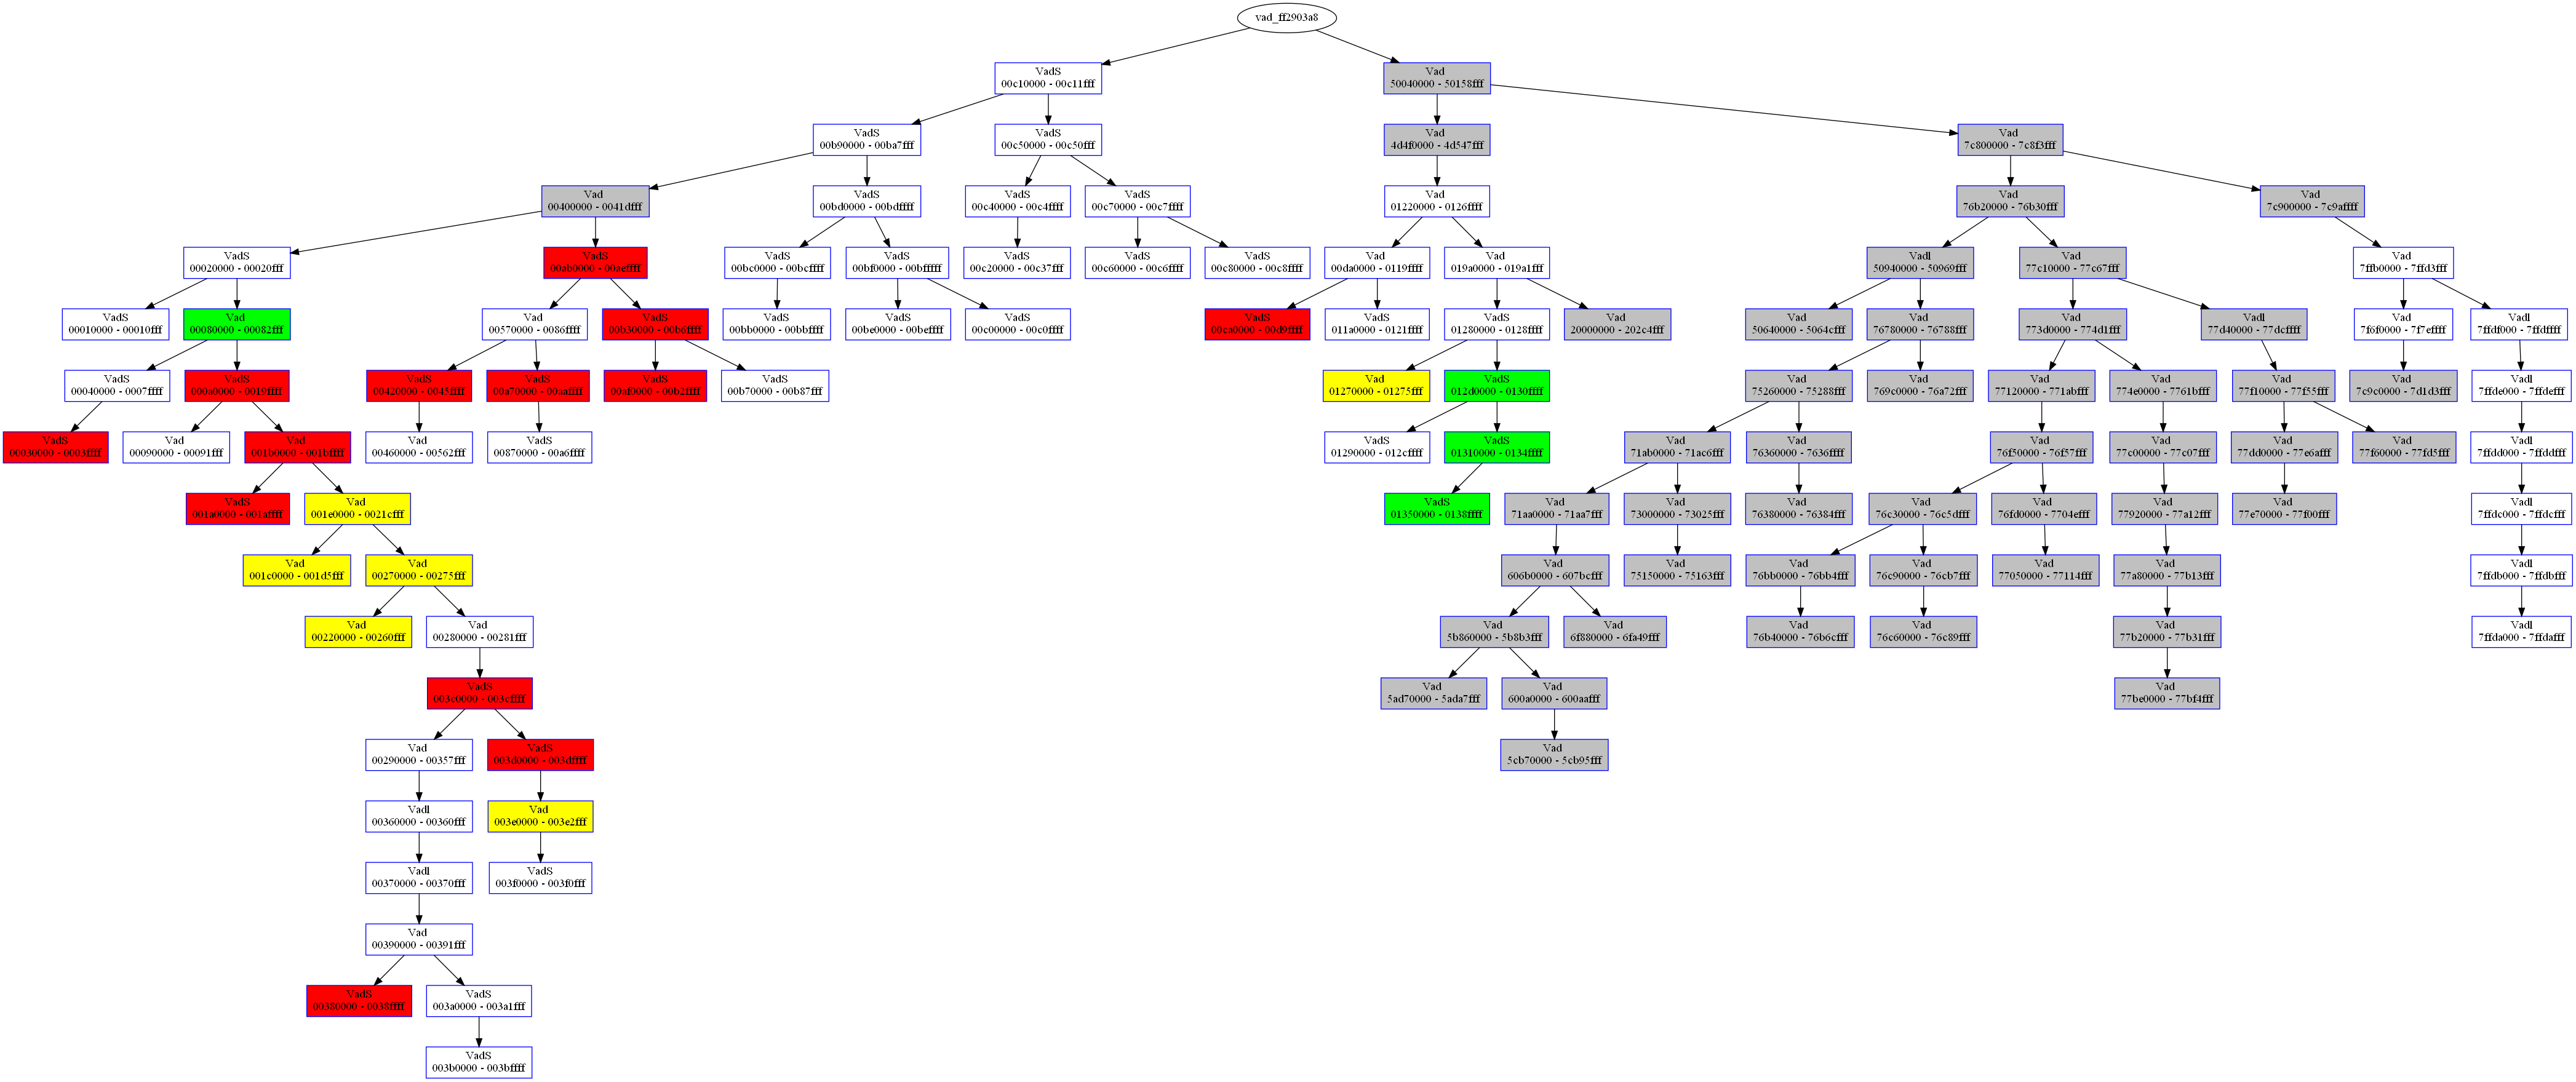 vad_ff2903a8
VadS
00c10000 - 00c11fff
Vad
50040000 - 50158fff
VadS
00b90000 - 00ba7fff
VadS
00c50000 - 00c50fff
Vad
4d4f0000 - 4d547fff
Vad
7c800000 - 7c8f3fff
Vad
00400000 - 0041dfff
VadS
00bd0000 - 00bdffff
VadS
00c40000 - 00c4ffff
VadS
00c70000 - 00c7ffff
Vad
01220000 - 0126ffff
Vad
76b20000 - 76b30fff
Vad
7c900000 - 7c9affff
VadS
00020000 - 00020fff
VadS
00ab0000 - 00aeffff
VadS
00bc0000 - 00bcffff
VadS
00bf0000 - 00bfffff
VadS
00c20000 - 00c37fff
VadS
00c60000 - 00c6ffff
VadS
00c80000 - 00c8ffff
Vad
00da0000 - 0119ffff
VadS
019a0000 - 019a1fff
Vadl
50940000 - 50969fff
Vad
77c10000 - 77c67fff
Vad
7ffb0000 - 7ffd3fff
VadS
00010000 - 00010fff
Vad
00080000 - 00082fff
Vad
00570000 - 0086ffff
VadS
00b30000 - 00b6ffff
VadS
00bb0000 - 00bbffff
VadS
00be0000 - 00beffff
VadS
00c00000 - 00c0ffff
VadS
00ca0000 - 00d9ffff
VadS
011a0000 - 0121ffff
VadS
01280000 - 0128ffff
Vad
20000000 - 202c4fff
Vad
50640000 - 5064cfff
Vad
76780000 - 76788fff
Vad
773d0000 - 774d1fff
Vadl
77d40000 - 77dcffff
Vad
7f6f0000 - 7f7effff
Vadl
7ffdf000 - 7ffdffff
VadS
00040000 - 0007ffff
VadS
000a0000 - 0019ffff
VadS
00420000 - 0045ffff
VadS
00a70000 - 00aaffff
VadS
00af0000 - 00b2ffff
VadS
00b70000 - 00b87fff
Vad
01270000 - 01275fff
VadS
012d0000 - 0130ffff
Vad
75260000 - 75288fff
Vad
769c0000 - 76a72fff
Vad
77120000 - 771abfff
Vad
774e0000 - 7761bfff
Vad
77f10000 - 77f55fff
Vad
7c9c0000 - 7d1d3fff
Vadl
7ffde000 - 7ffdefff
VadS
00030000 - 0003ffff
Vad
00090000 - 00091fff
Vad
001b0000 - 001bffff
Vad
00460000 - 00562fff
VadS
00870000 - 00a6ffff
VadS
01290000 - 012cffff
VadS
01310000 - 0134ffff
Vad
71ab0000 - 71ac6fff
Vad
76360000 - 7636ffff
Vad
76f50000 - 76f57fff
Vad
77c00000 - 77c07fff
Vad
77dd0000 - 77e6afff
Vad
77f60000 - 77fd5fff
Vadl
7ffdd000 - 7ffddfff
VadS
001a0000 - 001affff
Vad
001e0000 - 0021cfff
VadS
01350000 - 0138ffff
Vad
71aa0000 - 71aa7fff
Vad
73000000 - 73025fff
Vad
76380000 - 76384fff
Vad
76c30000 - 76c5dfff
Vad
76fd0000 - 7704efff
Vad
77920000 - 77a12fff
Vad
77e70000 - 77f00fff
Vadl
7ffdc000 - 7ffdcfff
Vad
001c0000 - 001d5fff
Vad
00270000 - 00275fff
Vad
606b0000 - 607bcfff
Vad
75150000 - 75163fff
Vad
76bb0000 - 76bb4fff
Vad
76c90000 - 76cb7fff
Vad
77050000 - 77114fff
Vad
77a80000 - 77b13fff
Vadl
7ffdb000 - 7ffdbfff
Vad
00220000 - 00260fff
Vad
00280000 - 00281fff
Vad
5b860000 - 5b8b3fff
Vad
6f880000 - 6fa49fff
Vad
76b40000 - 76b6cfff
Vad
76c60000 - 76c89fff
Vad
77b20000 - 77b31fff
Vadl
7ffda000 - 7ffdafff
VadS
003c0000 - 003cffff
Vad
5ad70000 - 5ada7fff
Vad
600a0000 - 600aafff
Vad
77be0000 - 77bf4fff
Vad
00290000 - 00357fff
VadS
003d0000 - 003dffff
Vad
5cb70000 - 5cb95fff
Vadl
00360000 - 00360fff
Vad
003e0000 - 003e2fff
Vadl
00370000 - 00370fff
VadS
003f0000 - 003f0fff
Vad
00390000 - 00391fff
VadS
00380000 - 0038ffff
VadS
003a0000 - 003a1fff
VadS
003b0000 - 003bffff